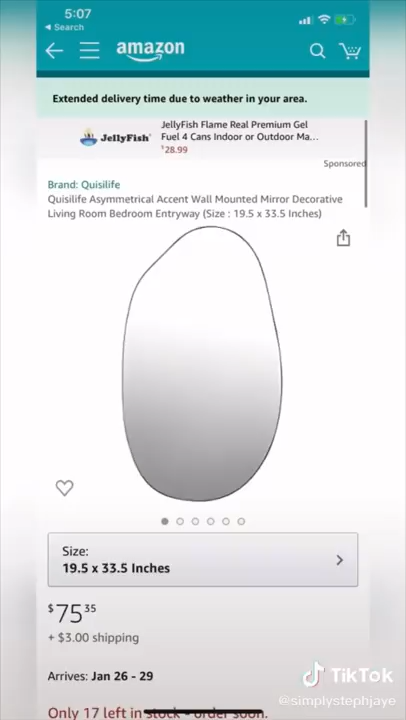 5:07
Search
amazon
Extended delivery time due to weather in your area.
JellyFish
JellyFish Flame Real Premium Gel
Fuel 4 Cans Indoor or Outdoor Ma...
$28.99
Sponsored
Brand: Quisilife
Quisilife Asymmetrical Accent Wall Mounted Mirror Decorative
Living Room Bedroom Entryway (Size : 19.5 x 33.5 Inches)
Size:
19.5 x 33.5 Inches
$75.35
+ $3.00 shipping
Arrives: Jan 26 - 29
TikTok
@simplystephjaye
Only 17 left in stock - order soon.